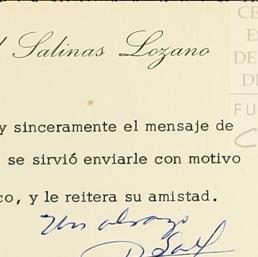 l Salinas Lozano
y sinceramente el mensaje de
se sirvió enviarle con motivo
co, y le reitera su amistad.
Un abrazo
CE
ES
DE
D
FU
C